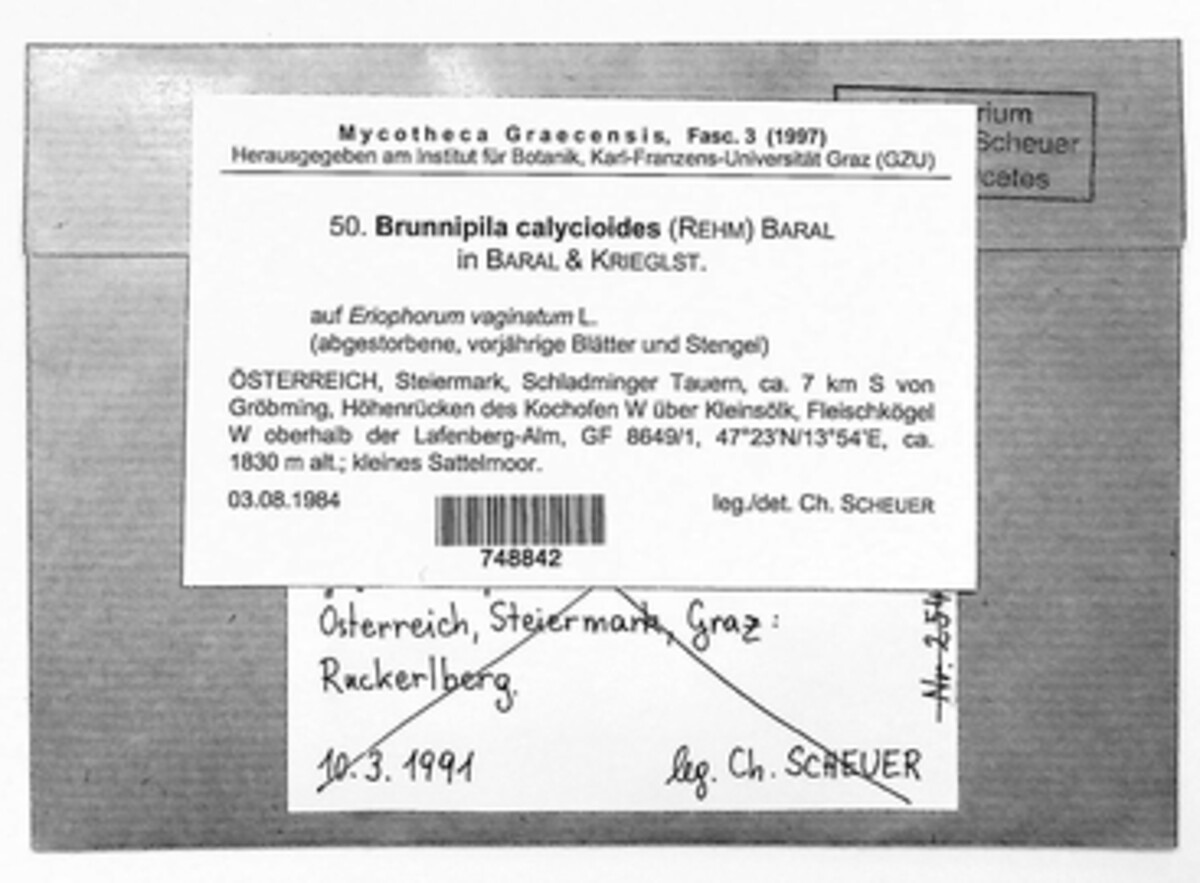 rium
Scheuer
cetes
Mycotheca Graecensis, Fasc. 3 (1997)
Herausgegeben am Institut für Botanik, Karl-Franzens-Universität Graz (GZU)
50. Brunnipila calycioides (REHM) BARAL
in BARAL & KRIEGLST.
auf Eriophorum vaginatum L.
(abgestorbene, vorjährige Blätter und Stengel)
ÖSTERREICH, Steiermark, Schladminger Tauern, ca. 7 km S von
Gröbming, Höhenrücken des Kochofen W über Kleinsölk, Fleischkögel
W oberhalb der Lafenberg-Alm, GF 8649/1, 47°23'N/13°54'E, ca.
1830 m alt.; kleines Sattelmoor.
03.08.1984
leg./det. Ch. SCHEUER
748842
Österreich, Steiermark, Graz:
Ruckerlberg.
10.3.1991
leg. Ch. SCHEUER
Nr. 254